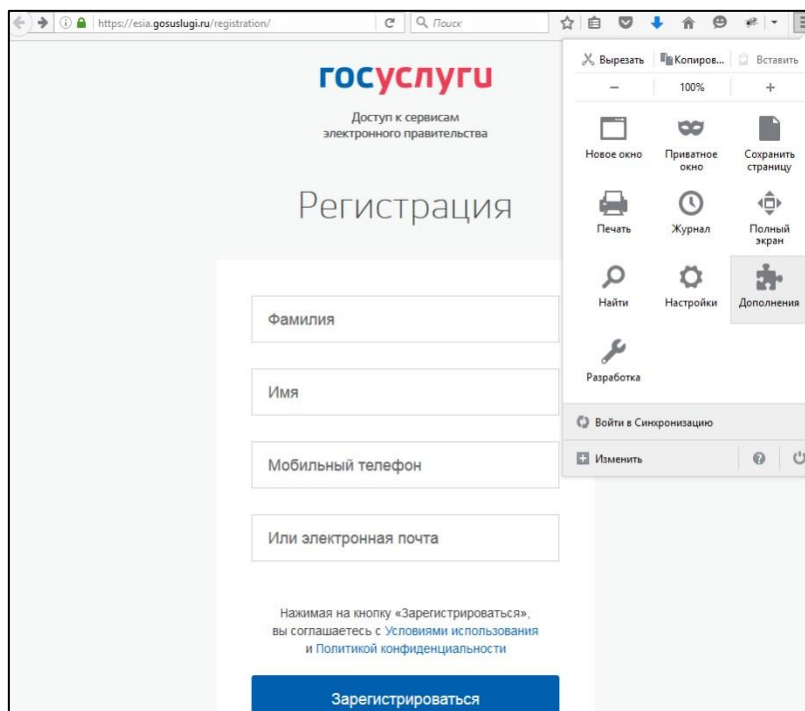 https://esia.gosuslugi.ru/registration/
Поиск
госуслуги
Доступ к сервисам
электронного правительства
Регистрация
Фамилия
Имя
Мобильный телефон
Или электронная почта
Нажимая на кнопку «Зарегистрироваться»,
вы соглашаетесь с Условиями использования
и Политикой конфиденциальности
Зарегистрироваться
Вырезать Копиров... Вставить
− 100% +
Новое окно Приватное окно Сохранить страницу
Печать Журнал Полный экран
Найти Настройки Дополнения
Разработка
Войти в Синхронизацию
Изменить